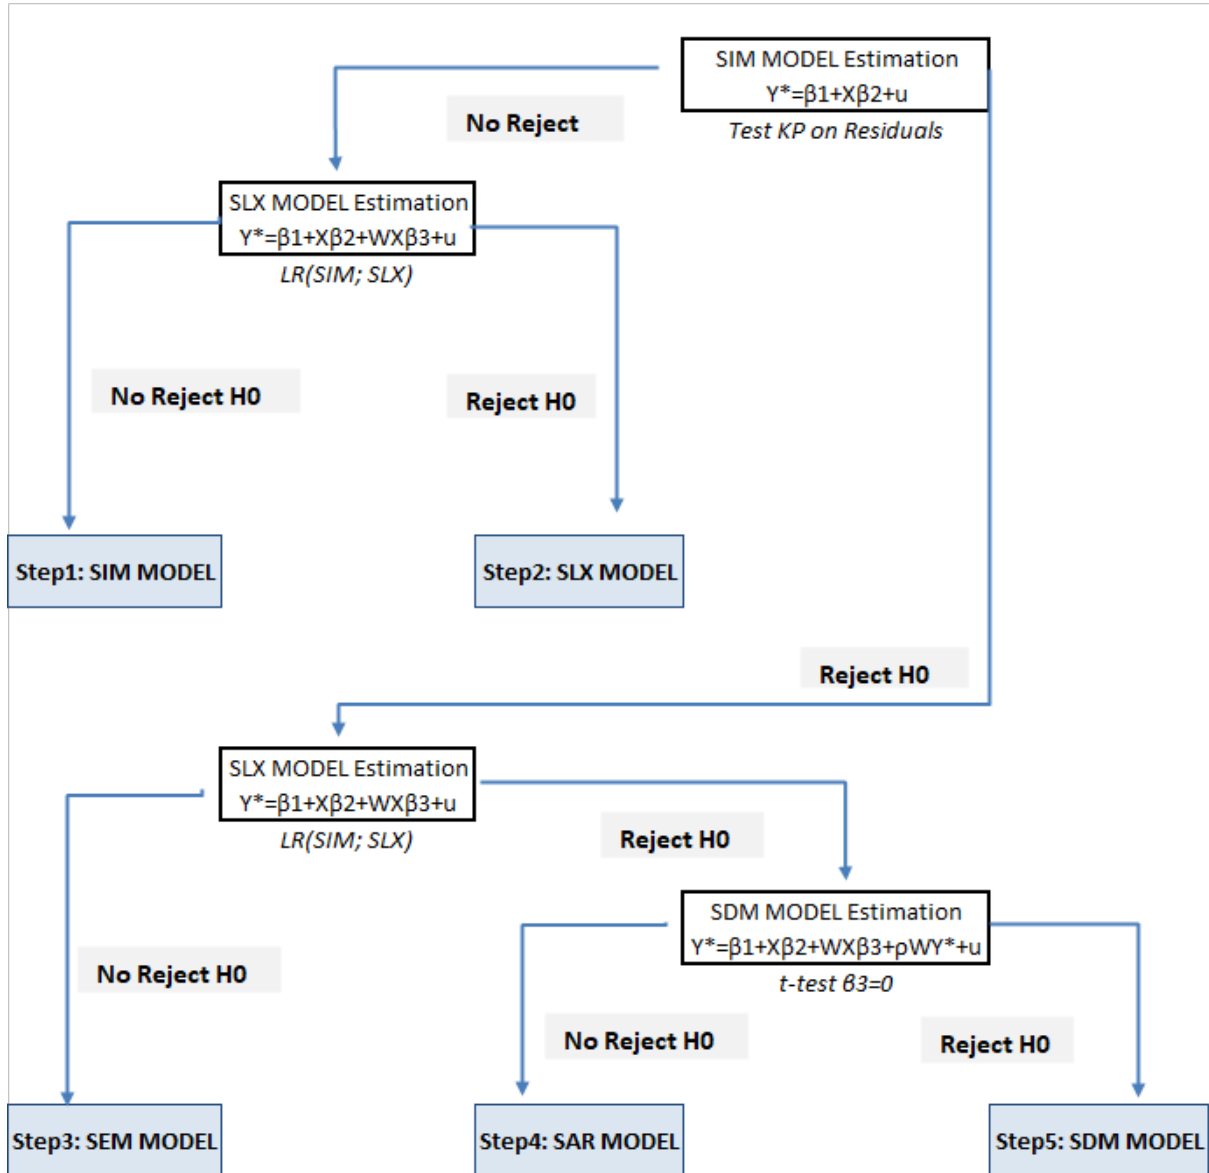 SIM MODEL Estimation
Y*=β1+Xβ2+u
Test KP on Residuals
No Reject
SLX MODEL Estimation
Y*=β1+Xβ2+WXβ3+u
LR(SIM; SLX)
No Reject H0
Reject H0
Step1: SIM MODEL
Step2: SLX MODEL
Reject H0
SLX MODEL Estimation
Y*=β1+Xβ2+WXβ3+u
LR(SIM; SLX)
Reject H0
SDM MODEL Estimation
Y*=β1+Xβ2+WXβ3+ρWY*+u
t-test β3=0
No Reject H0
No Reject H0
Reject H0
Step3: SEM MODEL
Step4: SAR MODEL
Step5: SDM MODEL